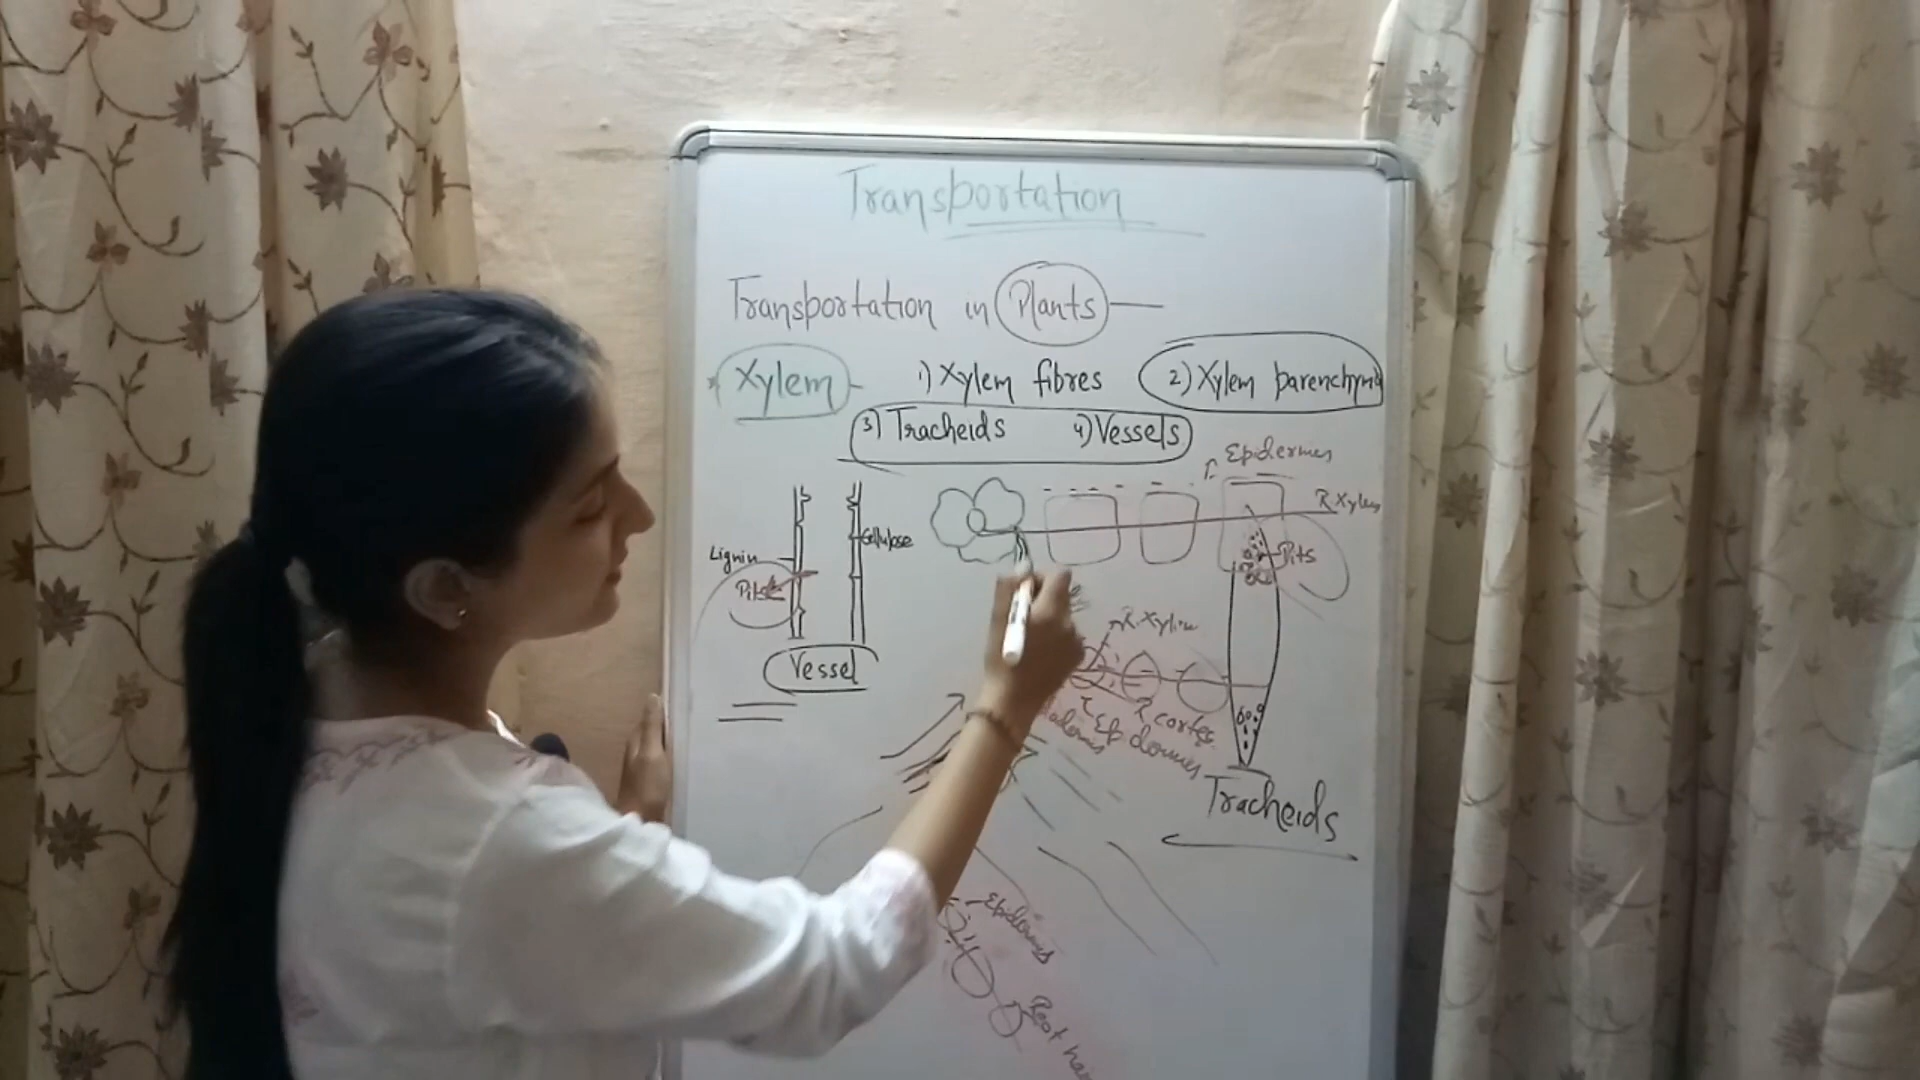 Transportation
Transportation in Plants
Xylem
1) Xylem fibres
2) Xylem parenchyma
3) Tracheids
4) Vessels
Epidermis
R. Xylem
Lignin
Cellulose
Pits
Pits
Vessel
R. Xylem
R cortex
Epidermis
Tracheids
Epidermis
Root hair